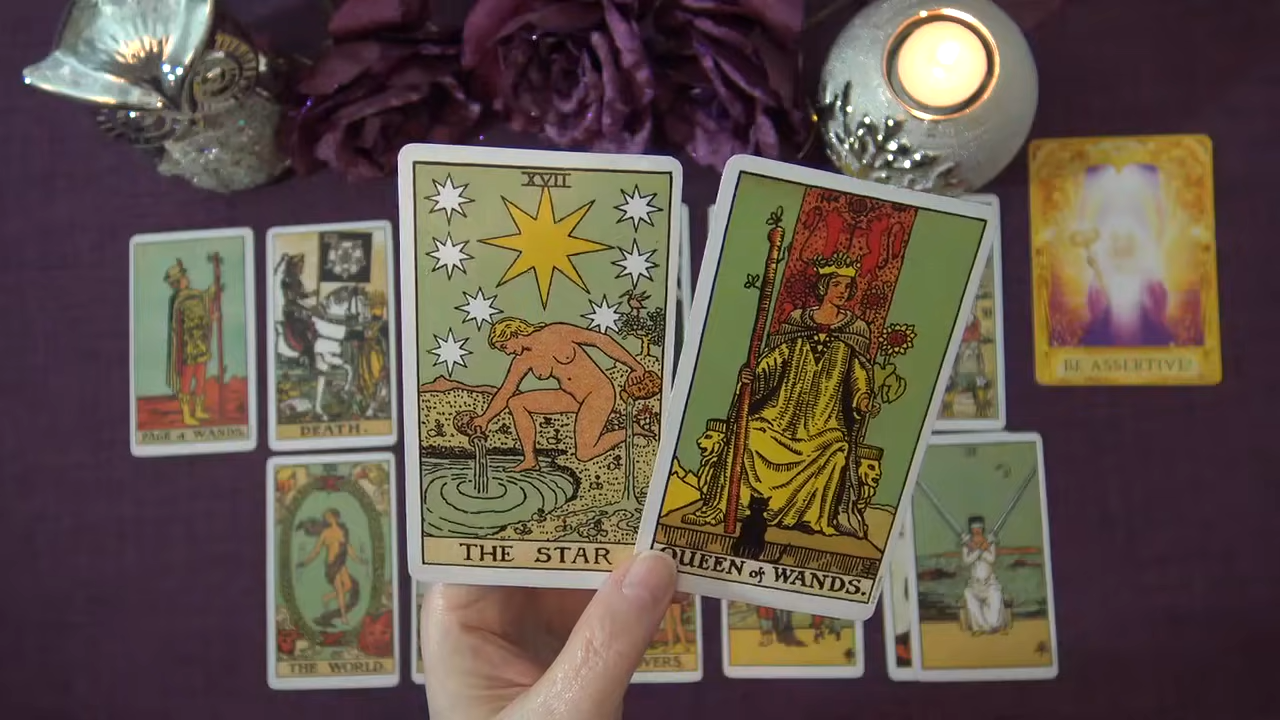 XVII
THE STAR
QUEEN of WANDS.
PAGE of WANDS.
DEATH.
BE ASSERTIVE!
THE WORLD.